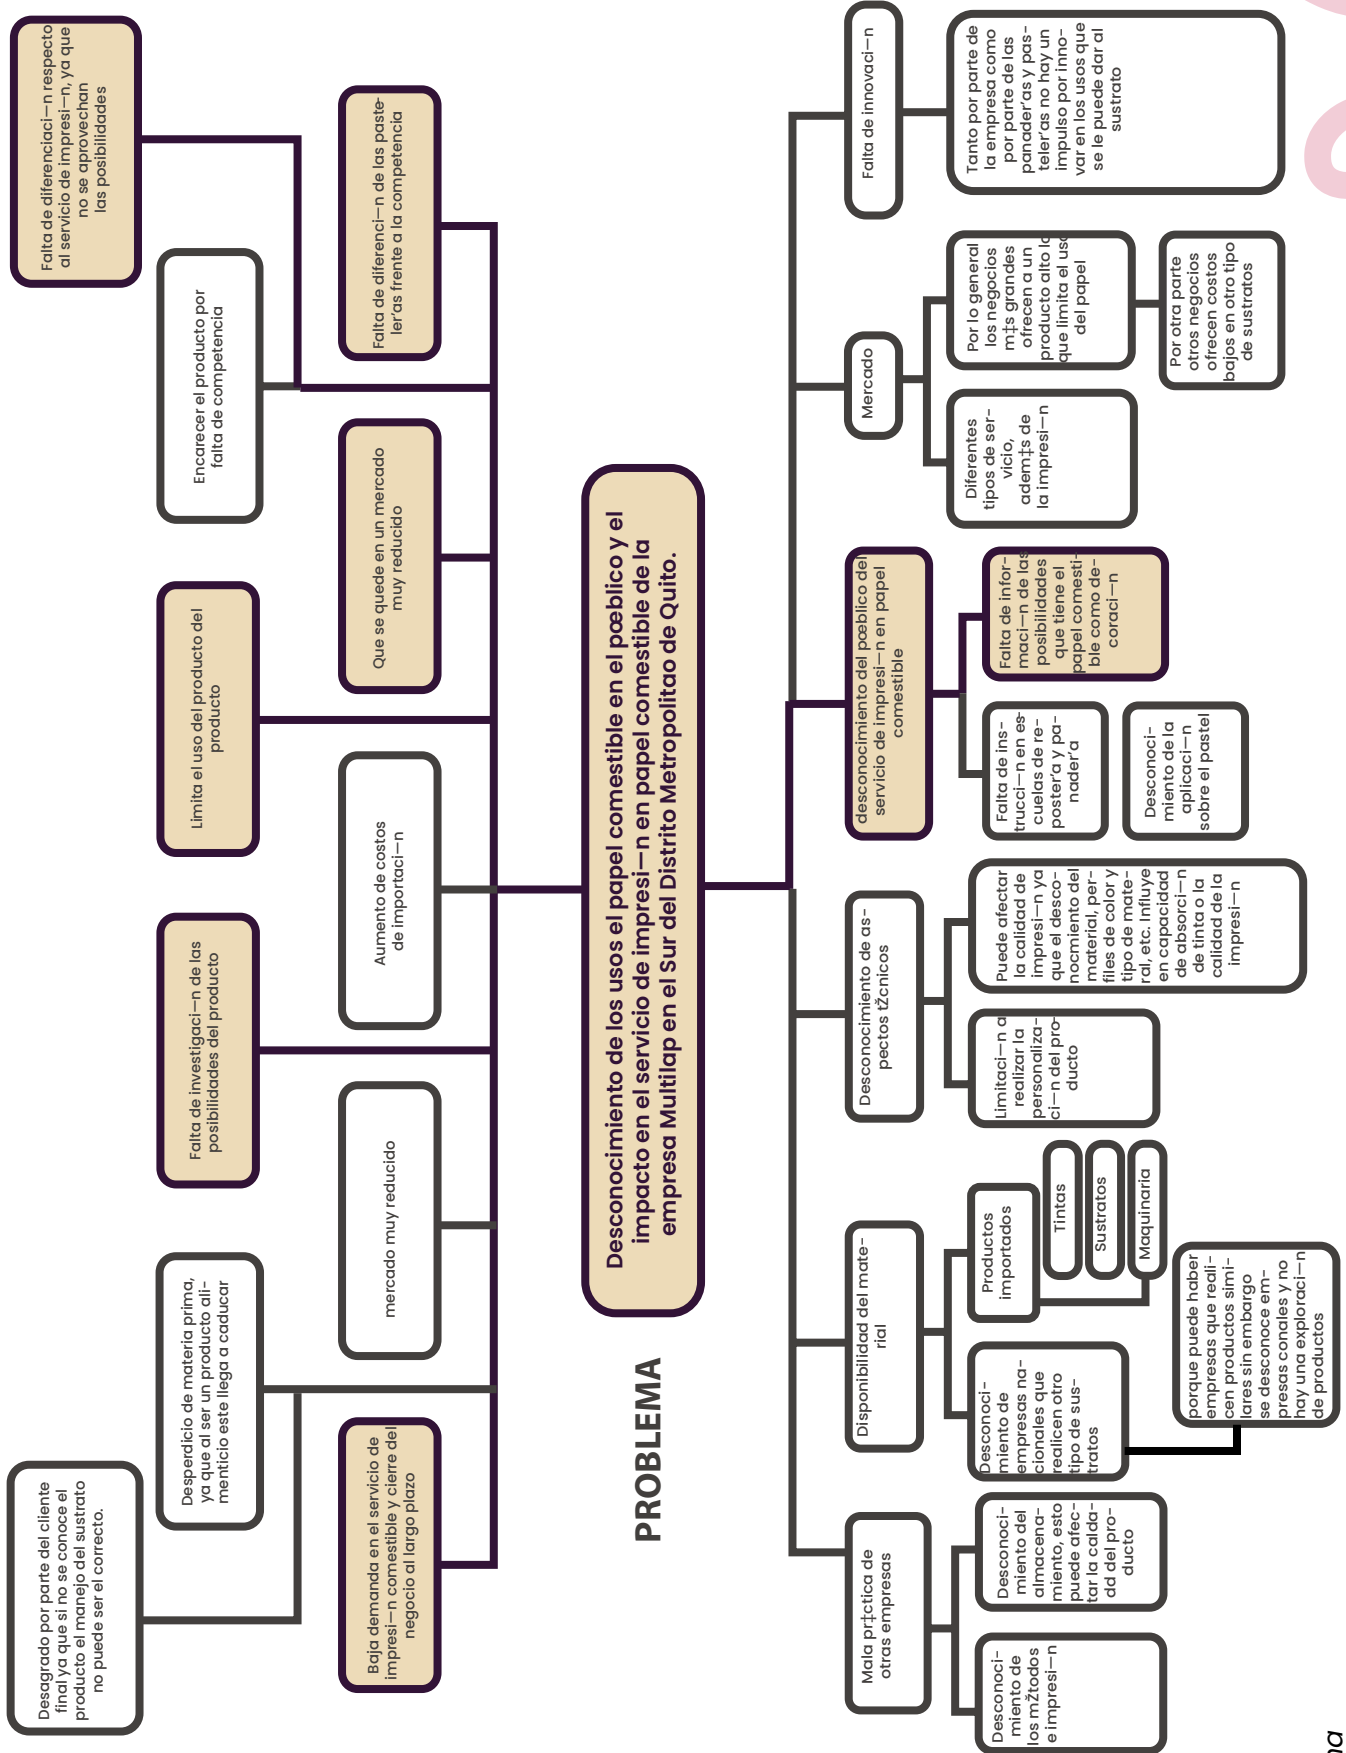 Desagrado por parte del cliente
final ya que si no se conoce el
producto el manejo del sustrato
no puede ser el correcto.
Falta de diferenciaci—n respecto
al servicio de impresi—n, ya que
no se aprovechan
las posibilidades
Desperdicio de materia prima,
ya que al ser un producto ali-
menticio este llega a caducar
Falta de investigaci—n de las
posibilidades del producto
Limita el uso del producto del
producto
Encarecer el producto por
falta de competencia
Baja demanda en el servicio de
impresi—n comestible y cierre del
negocio al largo plazo
mercado muy reducido
Aumento de costos
de importaci—n
Que se quede en un mercado
muy reducido
Falta de diferenci—n de las paste-
ler’as frente a la competencia
PROBLEMA
Desconocimiento de los usos el papel comestible en el pœblico y el
impacto en el servicio de impresi—n en papel comestible de la
empresa Multilap en el Sur del Distrito Metropolitao de Quito.
Mala pr‡ctica de
otras empresas
Desconoci-
miento de
los mŽtodos
e impresi—n
Desconoci-
miento del
almacena-
miento, esto
puede afec-
tar la calda-
dd del pro-
ducto
Disponibilidad del mate-
rial
Desconoci-
miento de
empresas na-
cionales que
realicen otro
tipo de sus-
tratos
porque puede haber
empresas que reali-
cen productos simi-
lares sin embargo
se desconoce em-
presas conales y no
hay una exploraci—n
de productos
Productos
importados
Tintas
Sustratos
Maquinaria
Desconocimiento de as-
pectos tŽcnicos
Limitaci—n a
realizar la
personaliza-
ci—n del pro-
ducto
Puede afectar
la calidad de
impresi—n ya
que el desco-
nocmiento del
material, per-
files de color y
tipo de mate-
ral, etc. Influye
en capacidad
de absorci—n
de tinta o la
calidad de la
impresi—n
desconocimiento del pœblico del
servicio de impresi—n en papel
comestible
Falta de ins-
trucci—n en es-
cuelas de re-
poster’a y pa-
nader’a
Desconoci-
miento de la
aplicaci—n
sobre el pastel
Falta de infor-
maci—n de las
posibilidades
que tiene el
papel comesti-
ble como de-
coraci—n
Mercado
Diferentes
tipos de ser-
vicio,
adem‡s de
la impresi—n
Por lo general
los negocios
m‡s grandes
ofrecen a un
producto alto lo
que limita el uso
del papel
Por otra parte
otros negocios
ofrecen costos
bajos en otro tipo
de sustratos
Falta de innovaci—n
Tanto por parte de
la empresa como
por parte de las
panader’as y pas-
teler’as no hay un
impulso por inno-
var en los usos que
se le puede dar al
sustrato